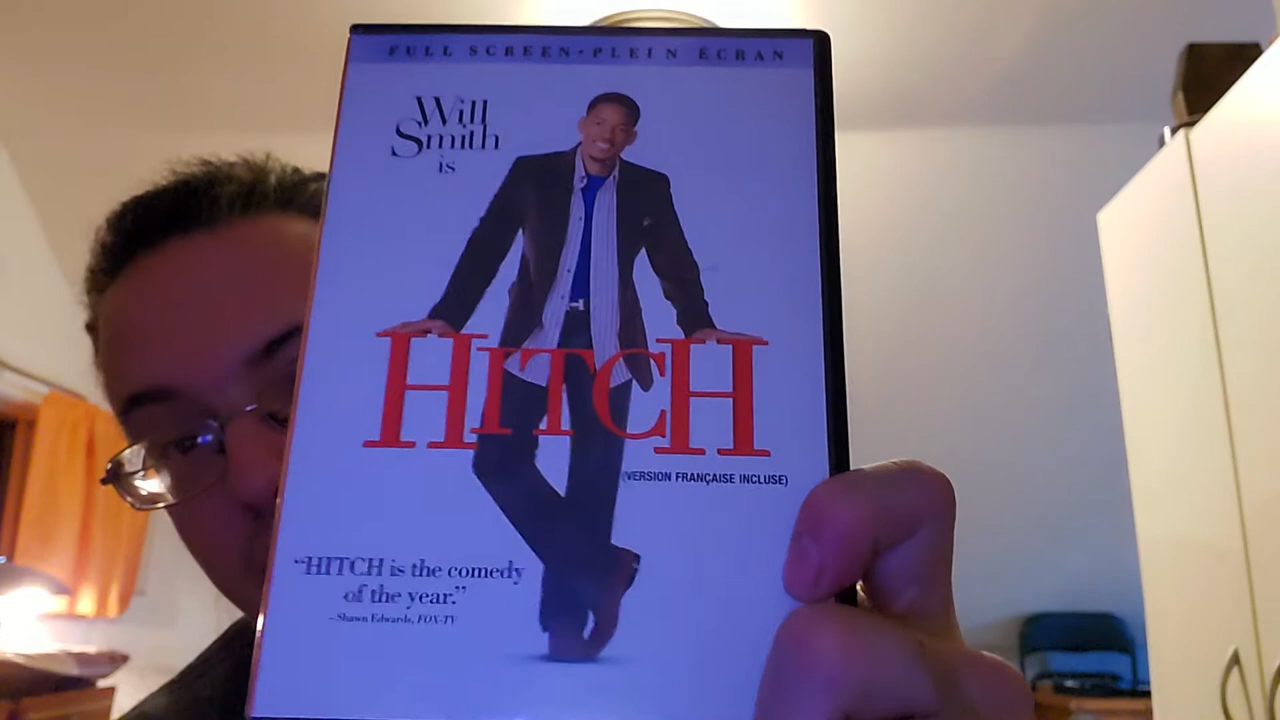 FULL SCREEN • PLEIN ÉCRAN
Will
Smith
is
HITCH
(VERSION FRANÇAISE INCLUSE)
“HITCH is the comedy
of the year.”
– Shawn Edwards, FOX-TV